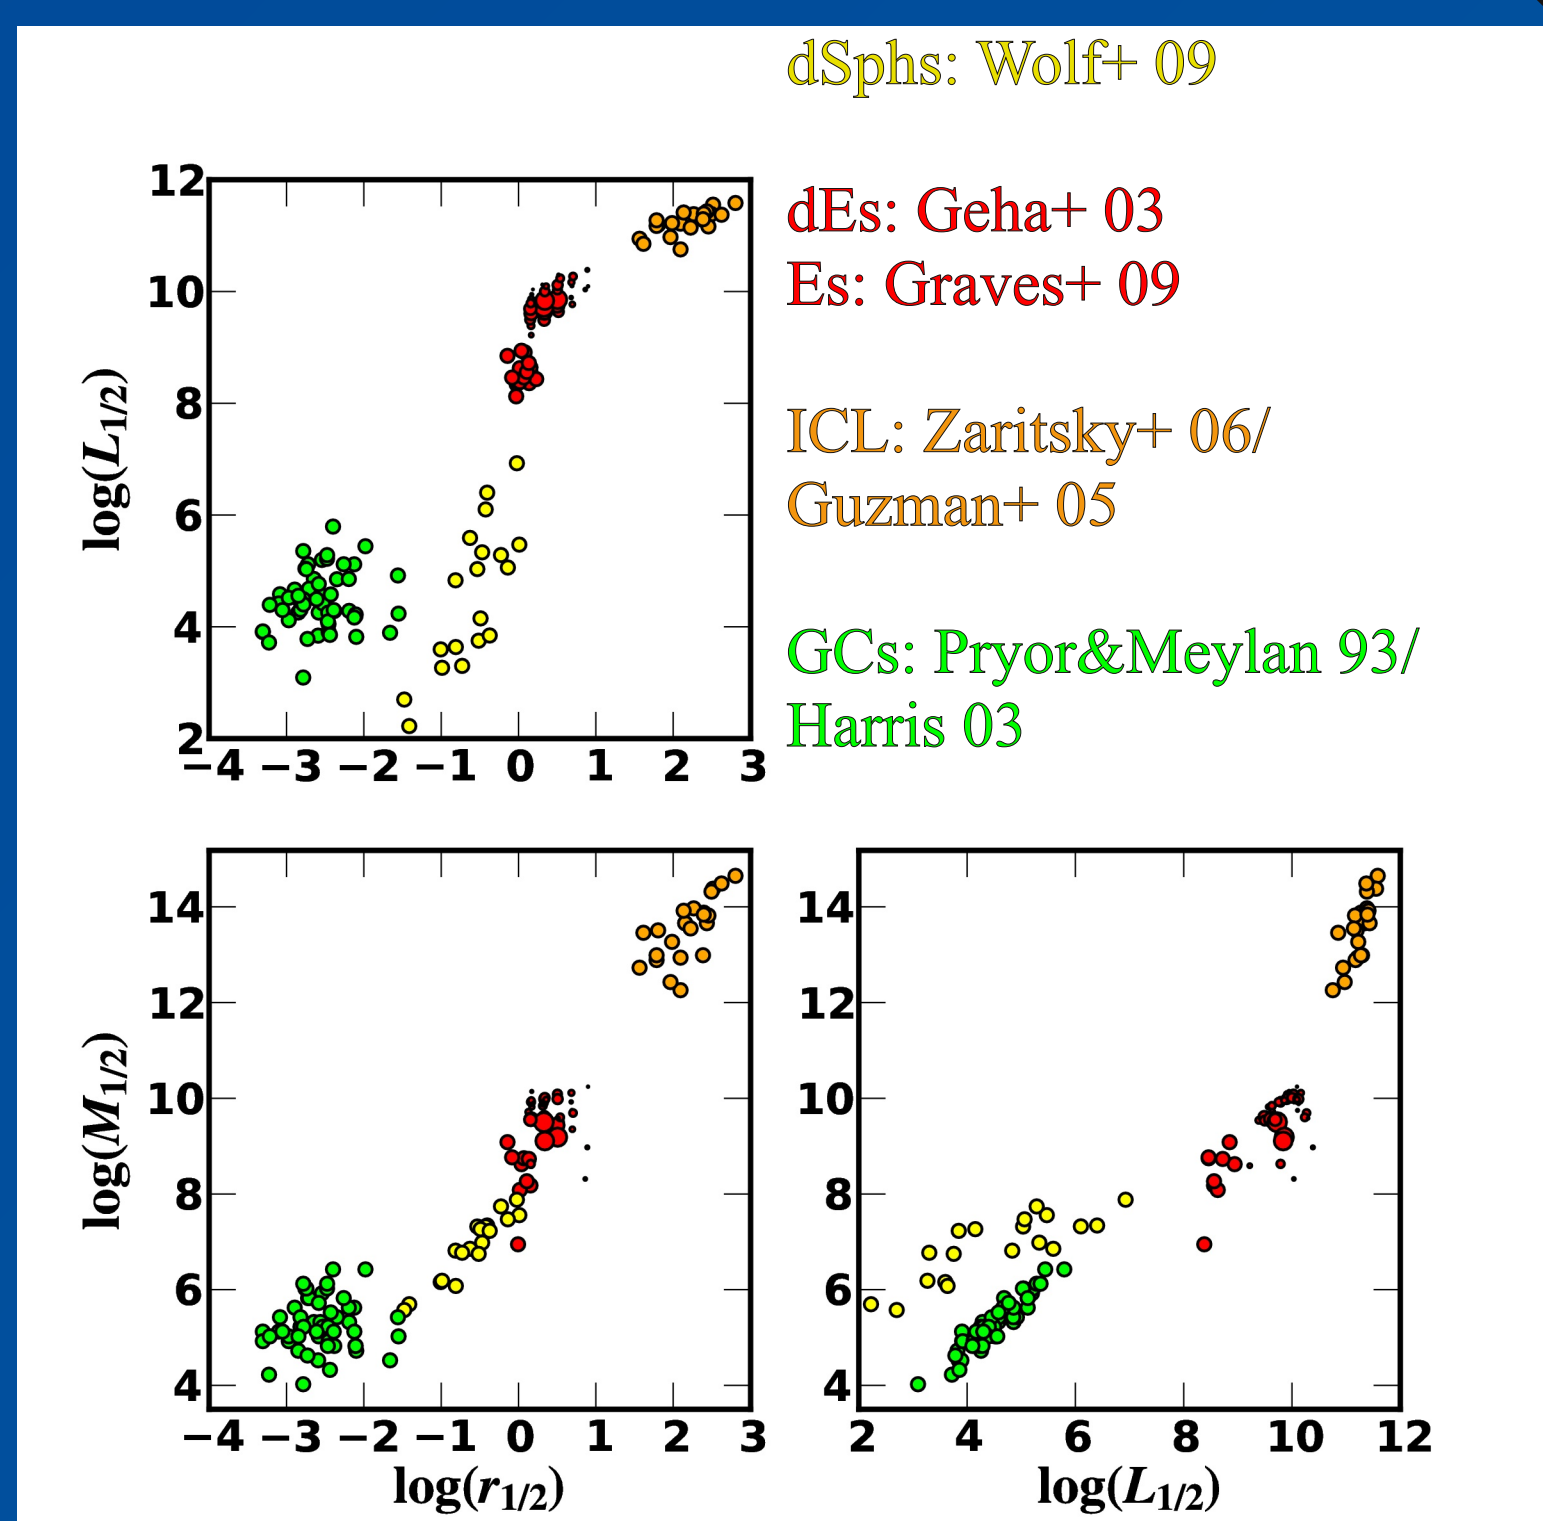 dSphs: Wolf+ 09
dEs: Geha+ 03
Es: Graves+ 09
ICL: Zaritsky+ 06/
Guzman+ 05
GCs: Pryor&Meylan 93/
Harris 03
12
10
8
6
4
2
log(L1/2)
−4 −3 −2 −1 0 1 2 3
14
12
10
8
6
4
log(M1/2)
−4 −3 −2 −1 0 1 2 3
log(r1/2)
14
12
10
8
6
4
2 4 6 8 10 12
log(L1/2)